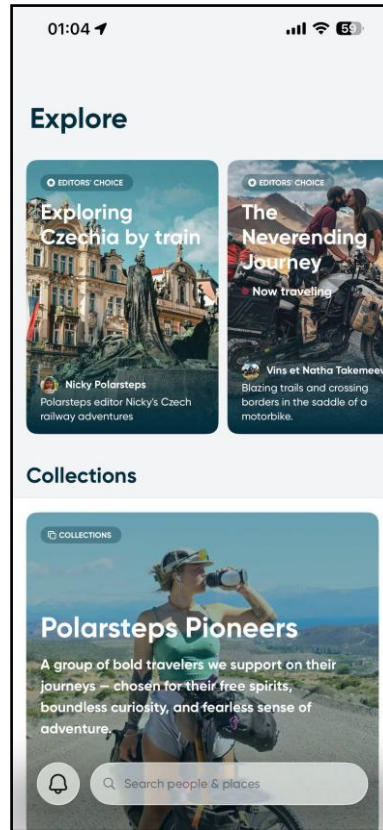 01:04
59
Explore
EDITORS' CHOICE
Exploring
Czechia by train
Nicky Polarsteps
Polarsteps editor Nicky's Czech
railway adventures
EDITORS' CHOICE
The
Neverending
Journey
Now traveling
Vins et Natha Takemeev
Blazing trails and crossing
borders in the saddle of a
motorbike.
Collections
COLLECTIONS
Polarsteps Pioneers
A group of bold travelers we support on their
journeys — chosen for their free spirits,
boundless curiosity, and fearless sense of
adventure.
Search people & places